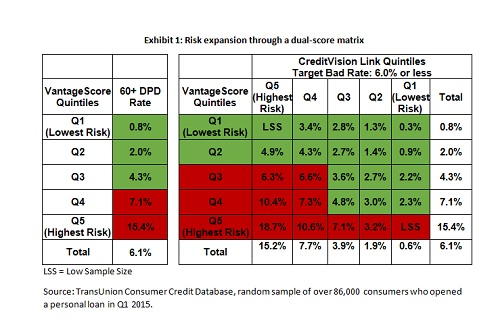 Exhibit 1: Risk expansion through a dual-score matrix
VantageScore Quintiles 60+ DPD Rate
Q1 (Lowest Risk) 0.8%
Q2 2.0%
Q3 4.3%
Q4 7.1%
Q5 (Highest Risk) 15.4%
Total 6.1%
CreditVision Link Quintiles
Target Bad Rate: 6.0% or less
VantageScore Quintiles Q5 (Highest Risk) Q4 Q3 Q2 Q1 (Lowest Risk) Total
Q1 (Lowest Risk) LSS 3.4% 2.8% 1.3% 0.3% 0.8%
Q2 4.9% 4.3% 2.7% 1.4% 0.9% 2.0%
Q3 6.3% 6.6% 3.6% 2.7% 2.2% 4.3%
Q4 10.4% 7.3% 4.8% 3.0% 2.3% 7.1%
Q5 (Highest Risk) 18.7% 10.6% 7.1% 3.2% LSS 15.4%
Total 15.2% 7.7% 3.9% 1.9% 0.6% 6.1%
LSS = Low Sample Size
Source: TransUnion Consumer Credit Database, random sample of over 86,000 consumers who opened
a personal loan in Q1 2015.